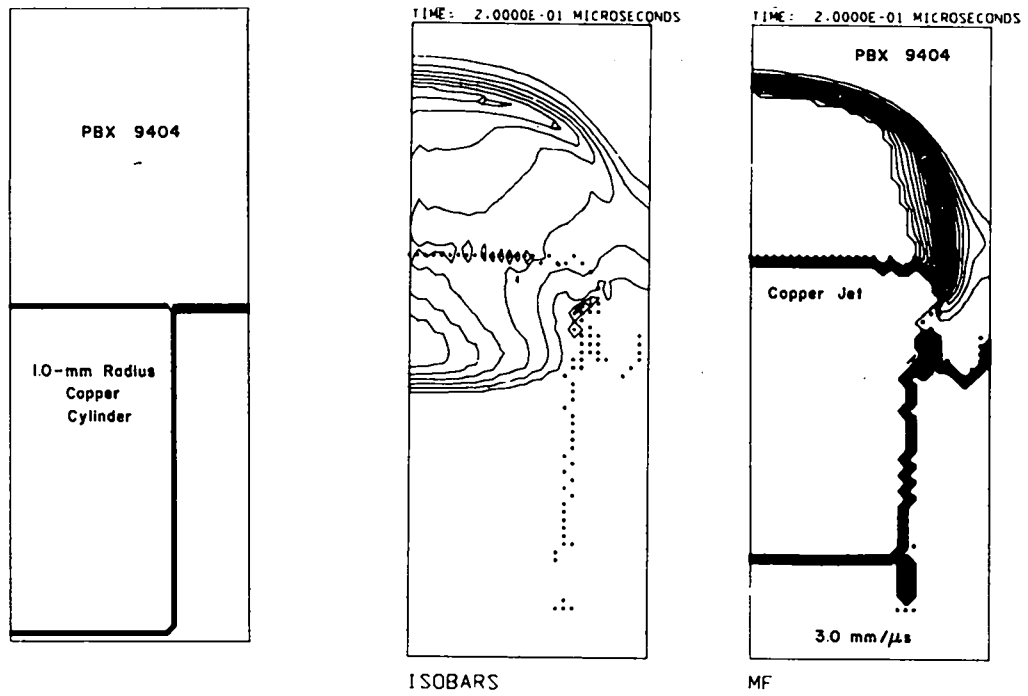 PBX 9404
1.0-mm Radius
Copper
Cylinder
TIME: 2.0000E-01 MICROSECONDS
ISOBARS
TIME: 2.0000E-01 MICROSECONDS
PBX 9404
Copper Jet
3.0 mm/μs
MF